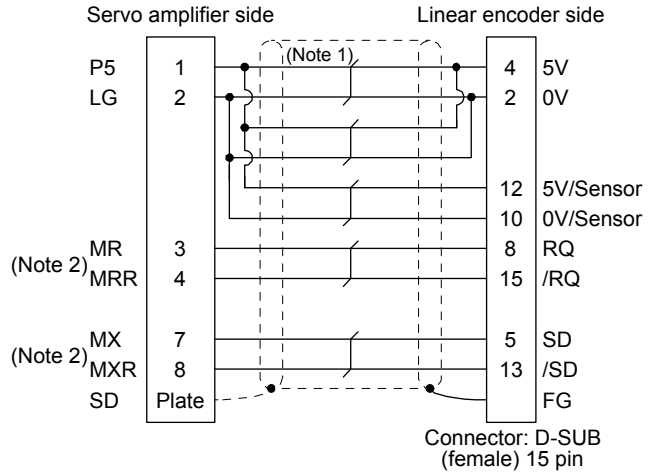 Servo amplifier side Linear encoder side
(Note 1)
P5 1 4 5V
LG 2 2 0V
12 5V/Sensor
10 0V/Sensor
(Note 2) MR 3 8 RQ
MRR 4 15 /RQ
(Note 2) MX 7 5 SD
MXR 8 13 /SD
SD Plate FG
Connector: D-SUB
(female) 15 pin